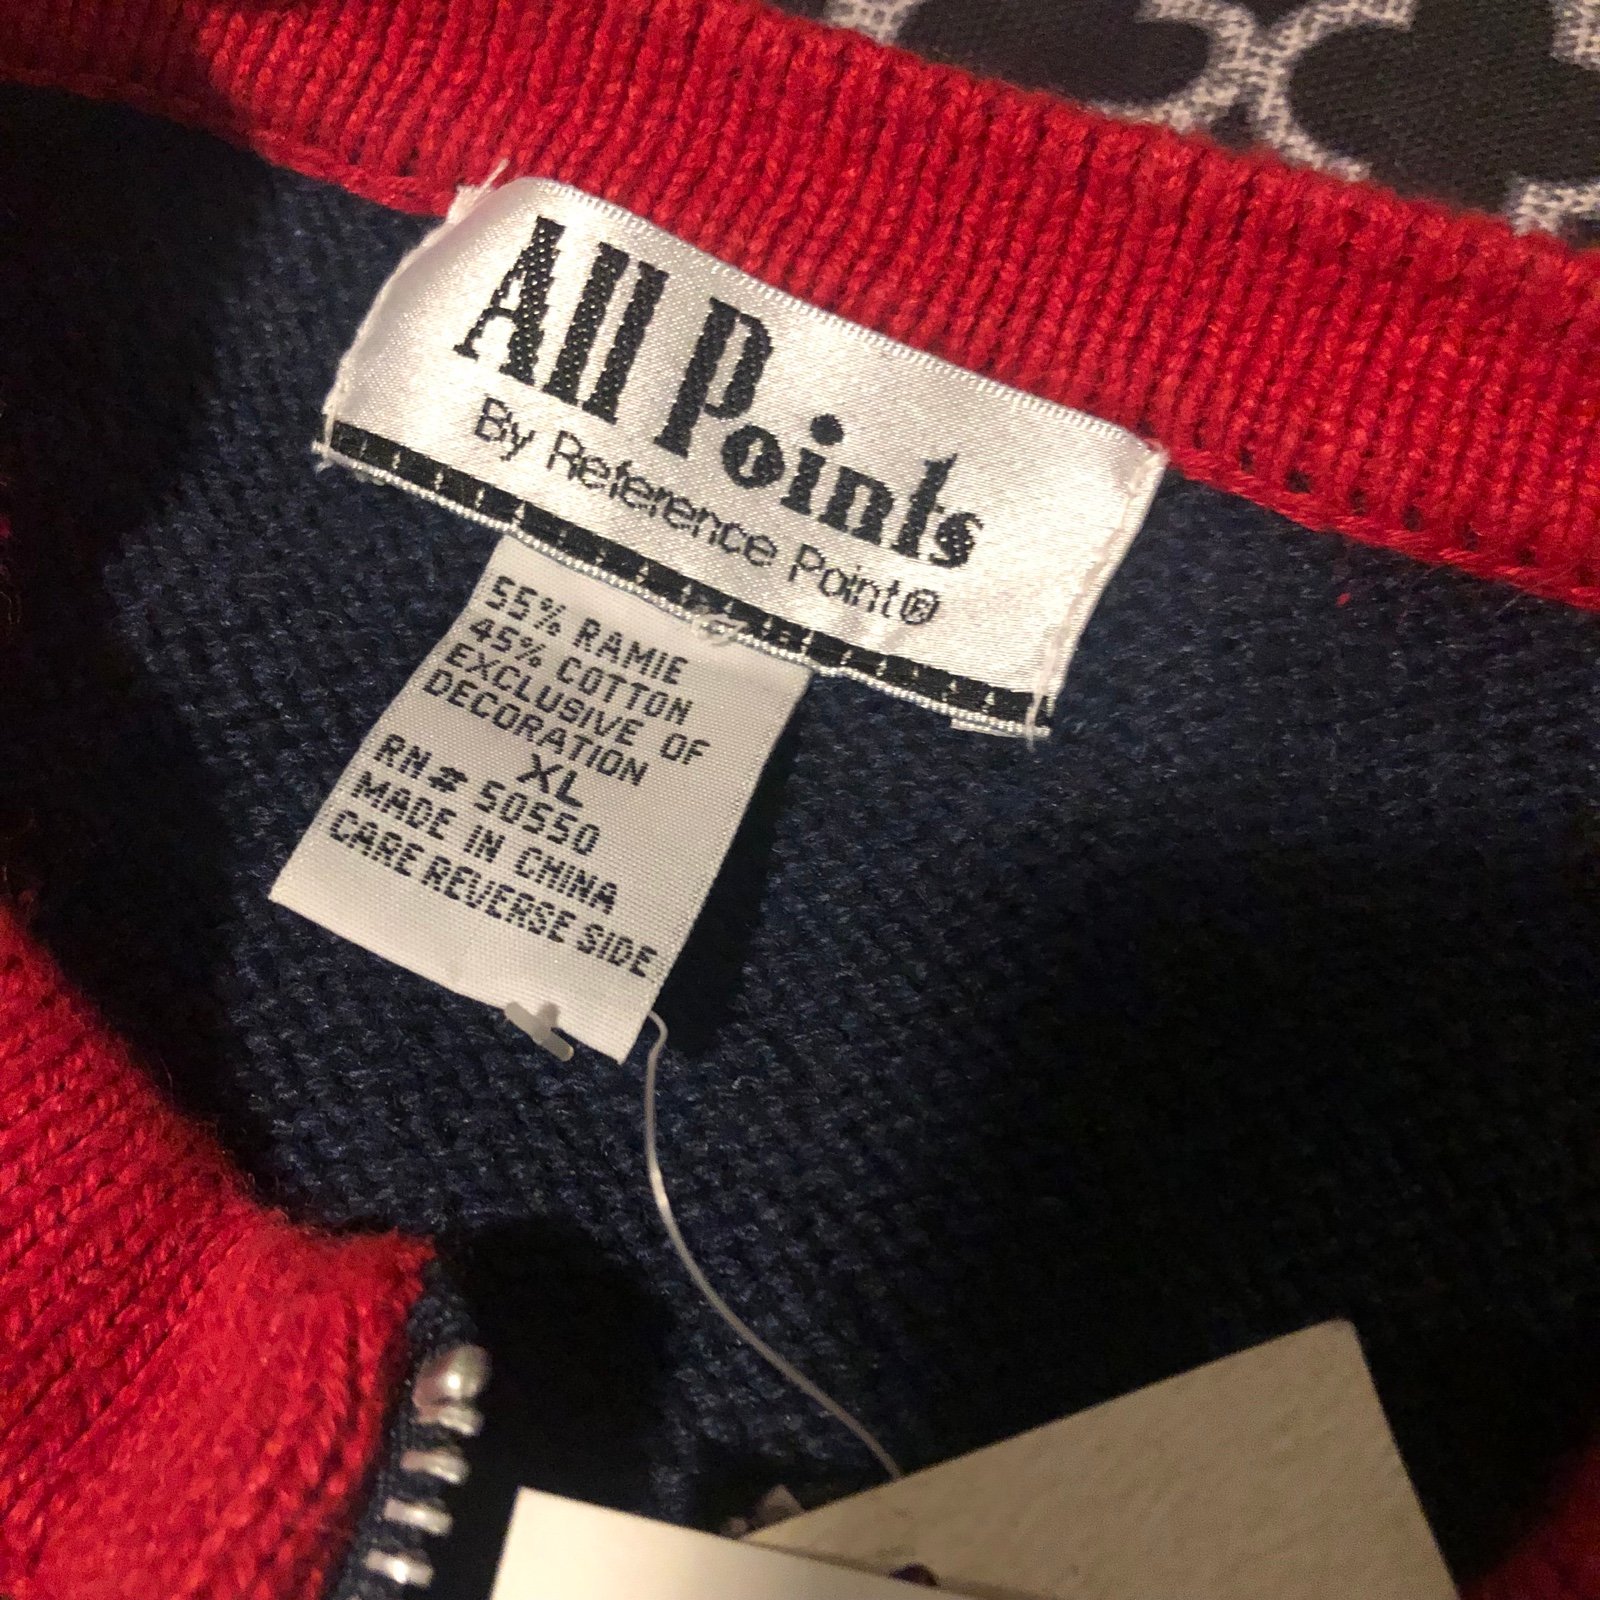 All Points
By Reference Point®
55% RAMIE
45% COTTON
EXCLUSIVE OF
DECORATION
XL
RN# 50550
MADE IN CHINA
CARE REVERSE SIDE